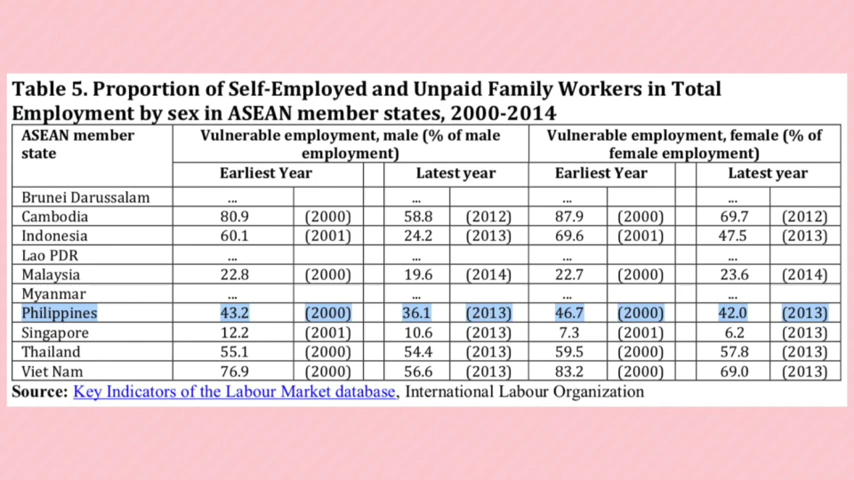 Table 5. Proportion of Self-Employed and Unpaid Family Workers in Total
Employment by sex in ASEAN member states, 2000-2014
ASEAN member state Vulnerable employment, male (% of male employment) Vulnerable employment, female (% of female employment)
Earliest Year Latest year Earliest Year Latest year
Brunei Darussalam ... ... ... ...
Cambodia 80.9 (2000) 58.8 (2012) 87.9 (2000) 69.7 (2012)
Indonesia 60.1 (2001) 24.2 (2013) 69.6 (2001) 47.5 (2013)
Lao PDR ... ... ... ...
Malaysia 22.8 (2000) 19.6 (2014) 22.7 (2000) 23.6 (2014)
Myanmar ... ... ... ...
Philippines 43.2 (2000) 36.1 (2013) 46.7 (2000) 42.0 (2013)
Singapore 12.2 (2001) 10.6 (2013) 7.3 (2001) 6.2 (2013)
Thailand 55.1 (2000) 54.4 (2013) 59.5 (2000) 57.8 (2013)
Viet Nam 76.9 (2000) 56.6 (2013) 83.2 (2000) 69.0 (2013)
Source: Key Indicators of the Labour Market database, International Labour Organization